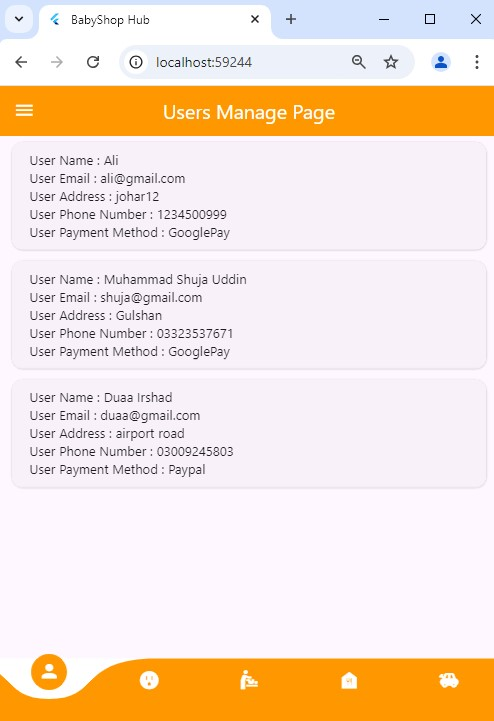 BabyShop Hub
localhost:59244
Users Manage Page
User Name : Ali
User Email : ali@gmail.com
User Address : johar12
User Phone Number : 1234500999
User Payment Method : GooglePay
User Name : Muhammad Shuja Uddin
User Email : shuja@gmail.com
User Address : Gulshan
User Phone Number : 03323537671
User Payment Method : GooglePay
User Name : Duaa Irshad
User Email : duaa@gmail.com
User Address : airport road
User Phone Number : 03009245803
User Payment Method : Paypal